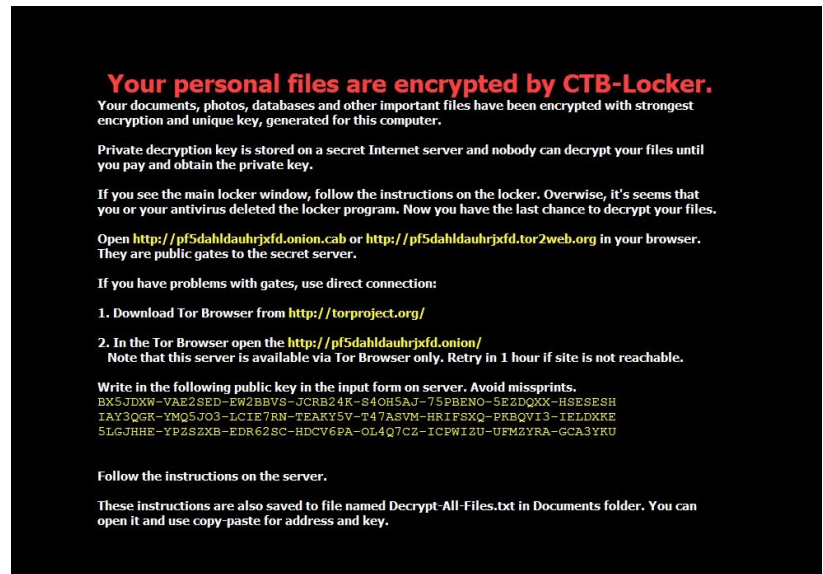 Your personal files are encrypted by CTB-Locker.
Your documents, photos, databases and other important files have been encrypted with strongest
encryption and unique key, generated for this computer.
Private decryption key is stored on a secret Internet server and nobody can decrypt your files until
you pay and obtain the private key.
If you see the main locker window, follow the instructions on the locker. Overwise, it's seems that
you or your antivirus deleted the locker program. Now you have the last chance to decrypt your files.
Open http://pf5dahldauhrjxfd.onion.cab or http://pf5dahldauhrjxfd.tor2web.org in your browser.
They are public gates to the secret server.
If you have problems with gates, use direct connection:
1. Download Tor Browser from http://torproject.org/
2. In the Tor Browser open the http://pf5dahldauhrjxfd.onion/
Note that this server is available via Tor Browser only. Retry in 1 hour if site is not reachable.
Write in the following public key in the input form on server. Avoid missprints.
BX5JDXW-VAE2SED-EW2BBVS-JCRB24K-S4OH5AJ-75PBENO-5EZDQXX-HSESESH
IAY3QGK-YMQ5JO3-LCIE7RN-TEAKY5V-T47ASVM-HRIFSXQ-PKBQVI3-IELDXKE
5LGJHHE-YPZSZXB-EDR62SC-HDCV6PA-OL4Q7CZ-ICPWIZU-UFMZYRA-GCA3YKU
Follow the instructions on the server.
These instructions are also saved to file named Decrypt-All-Files.txt in Documents folder. You can
open it and use copy-paste for address and key.